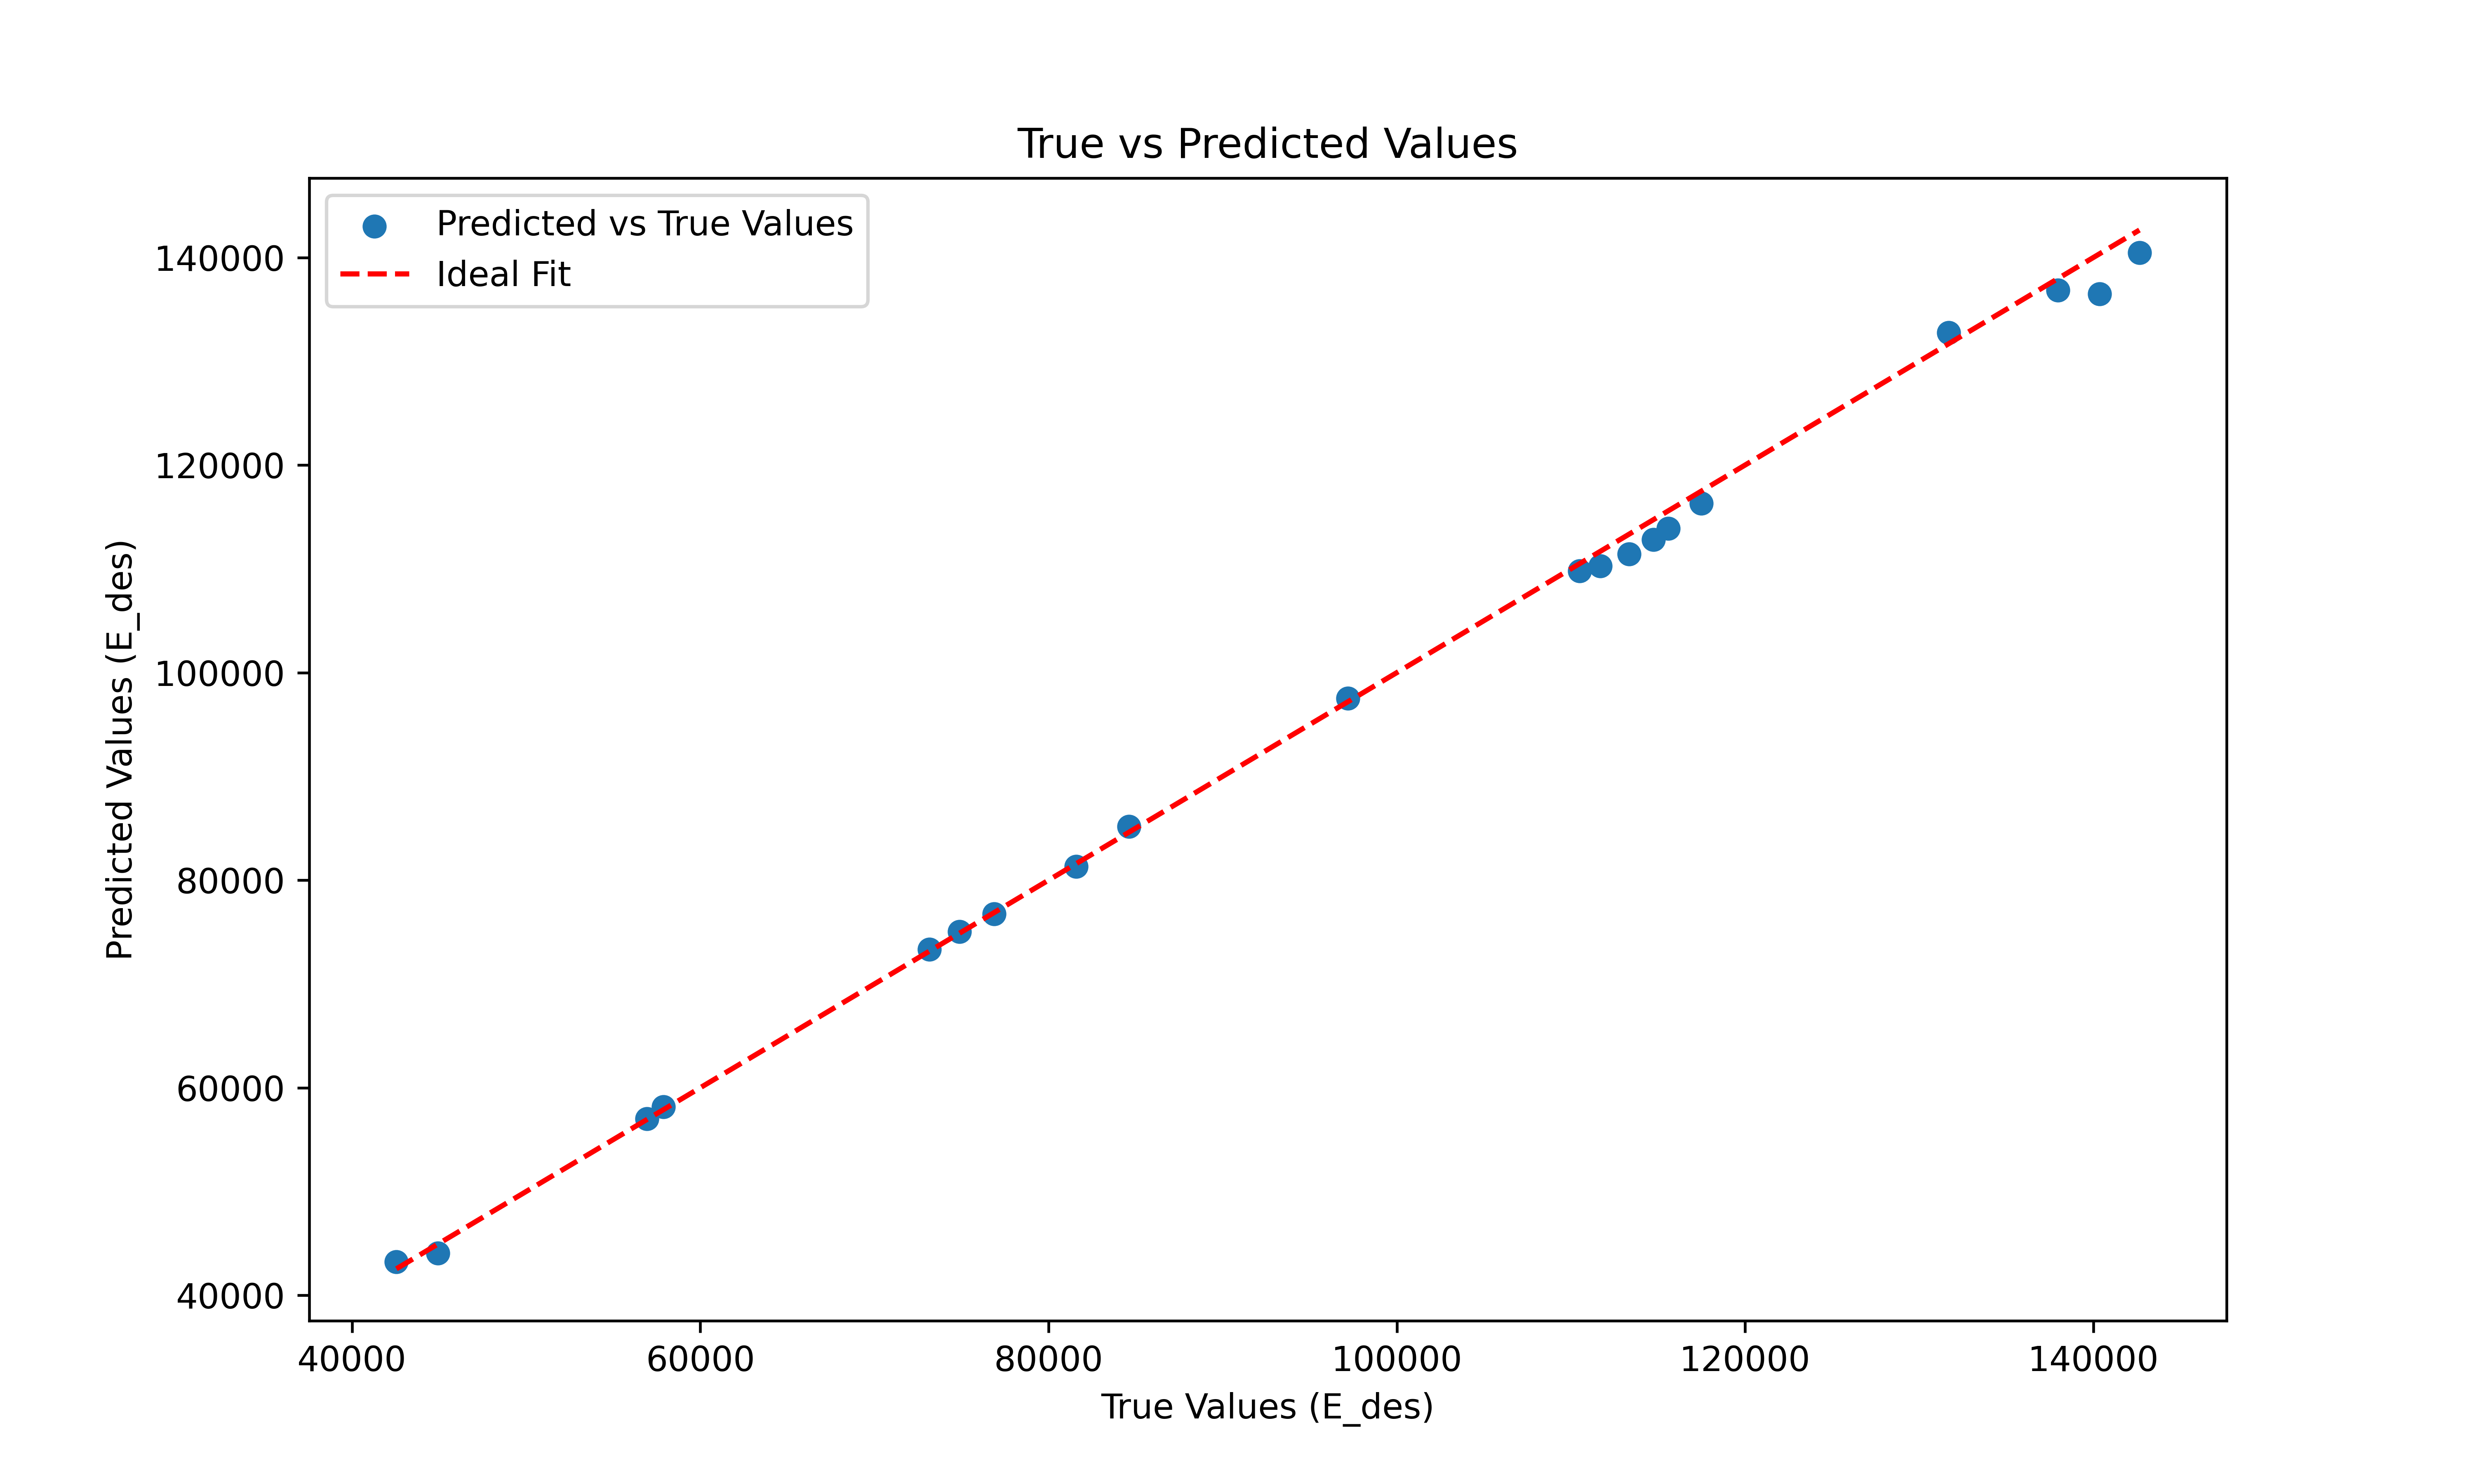 True vs Predicted Values
Predicted vs True Values
Ideal Fit
Predicted Values (E_des)
140000
120000
100000
80000
60000
40000
40000 60000 80000 100000 120000 140000
True Values (E_des)